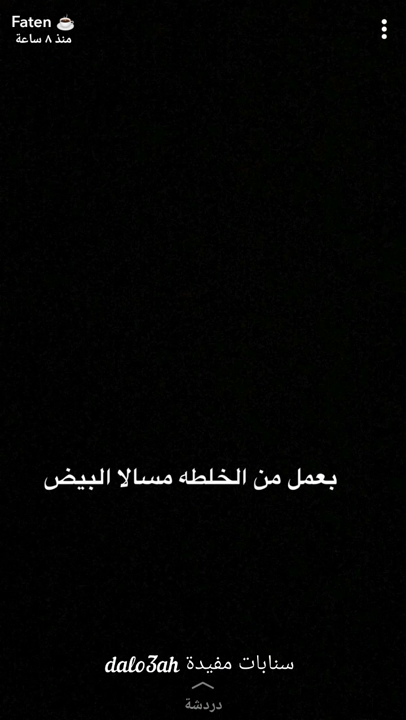 Faten ☕
منذ ٨ ساعة
بعمل من الخلطه مسالا البيض
سنابات مفيدة dalo3ah
دردشة